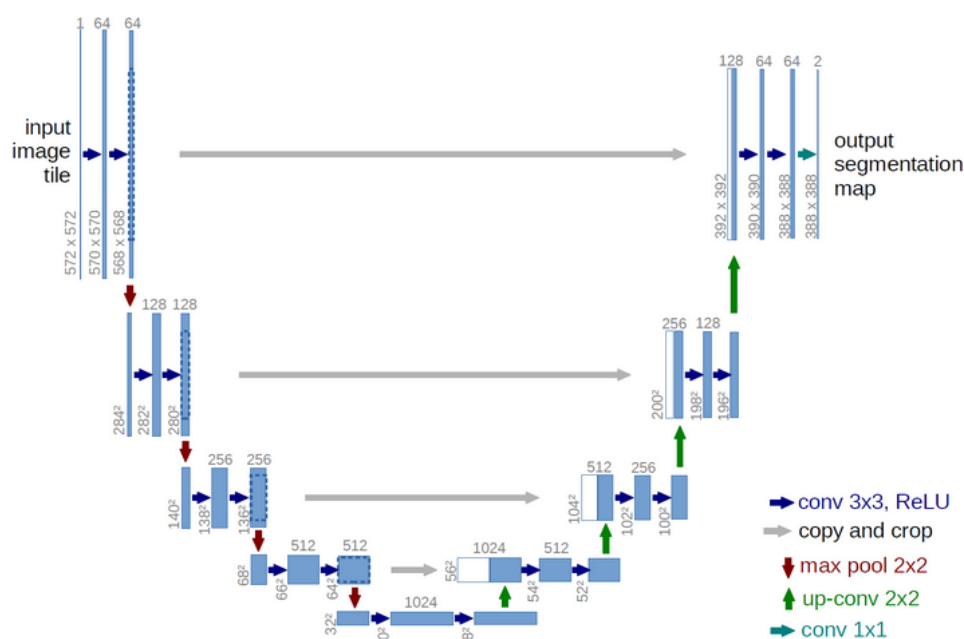 1 64 64
128 64 64 2
input
image
tile
output
segmentation
map
572 x 572
570 x 570
568 x 568
392 x 392
390 x 390
388 x 388
388 x 388
128 128
256 128
284²
282²
280²
200²
198²
196²
256 256
512 256
140²
138²
136²
104²
102²
100²
512 512
1024 512
68²
66²
64²
56²
54²
52²
1024
32²
conv 3x3, ReLU
copy and crop
max pool 2x2
up-conv 2x2
conv 1x1